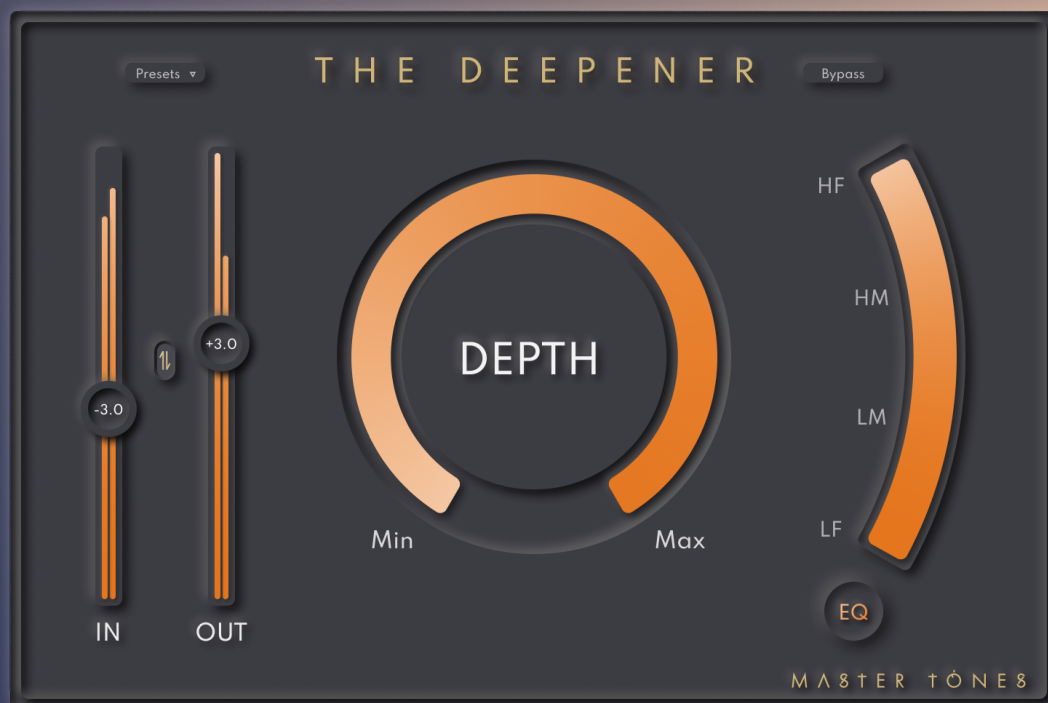 Presets ▿
THE DEEPENER
Bypass
HF
HM
LM
LF
+3.0
-3.0
DEPTH
Min
Max
IN
OUT
EQ
MASTER TONES